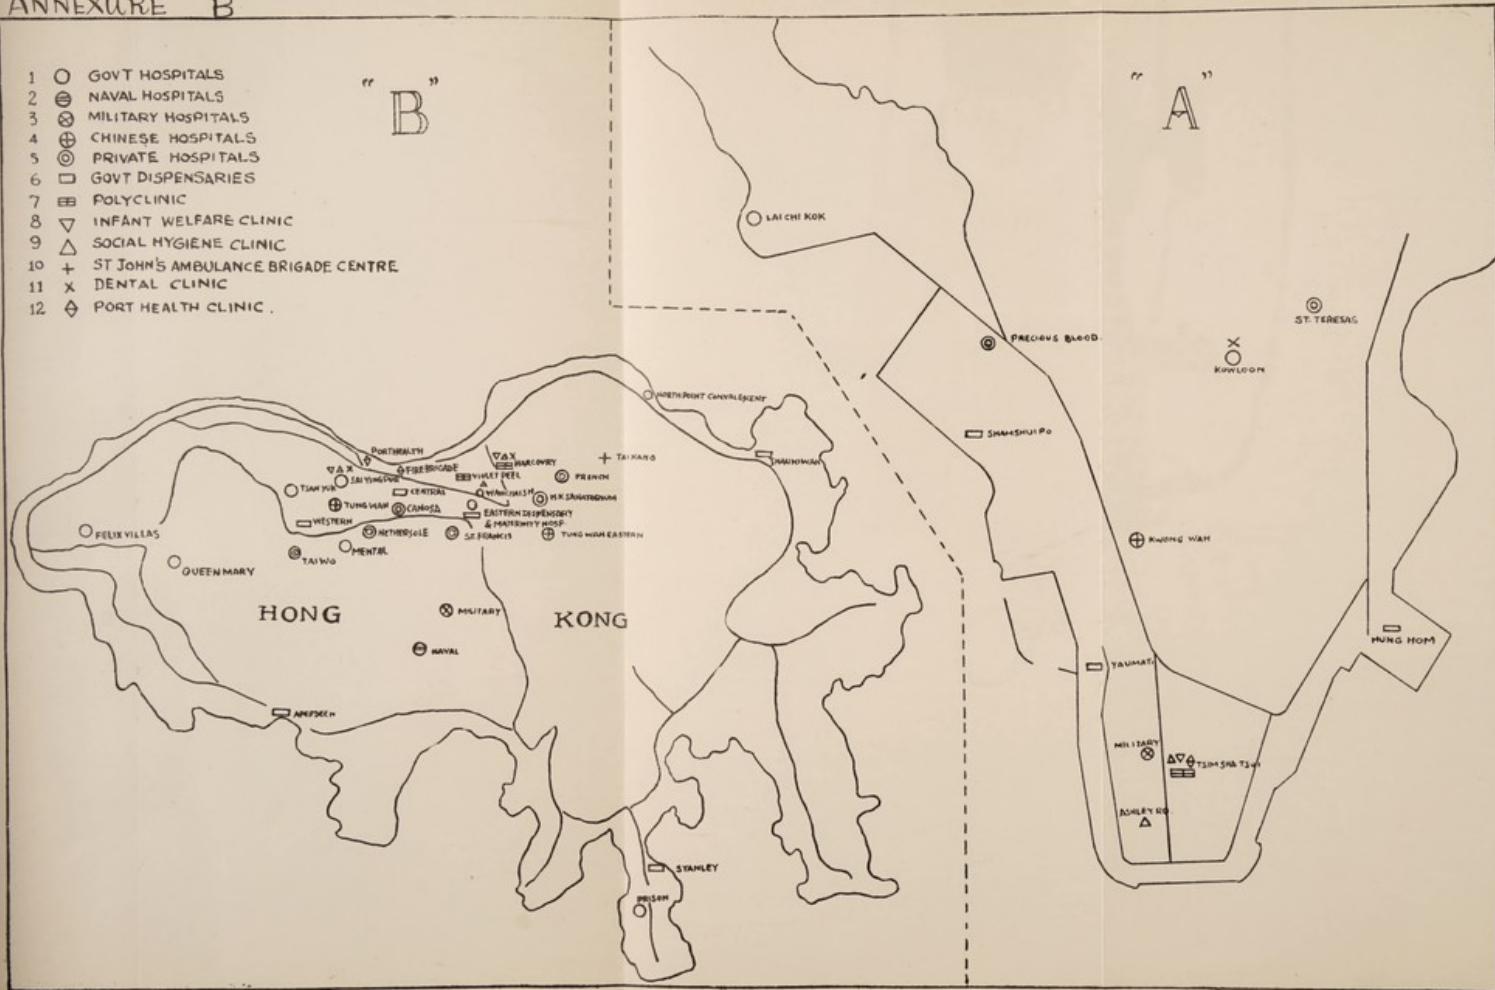 ANNEXURE B
1 GOVT HOSPITALS
2 NAVAL HOSPITALS
3 MILITARY HOSPITALS
4 CHINESE HOSPITALS
5 PRIVATE HOSPITALS
6 GOVT DISPENSARIES
7 POLYCLINIC
8 INFANT WELFARE CLINIC
9 SOCIAL HYGIENE CLINIC
10 ST JOHN'S AMBULANCE BRIGADE CENTRE
11 DENTAL CLINIC
12 PORT HEALTH CLINIC.
"B"
"A"
LAI CHI KOK
ST. TERESAS
PRECIOUS BLOOD.
KOWLOON
SHAMSHUI PO
KWONG WAH
HUNG HOM
YAUMATI
MILITARY
TSIM SHA TSUI
ASHLEY RD.
NORTH POINT CONVALESCENT
PORT HEALTH
FIRE BRIGADE
HARCOURT
TAIKANG
SHAUKIWAN
SAI YING PUN
VIOLET PEEL
FRENCH
TSAN YUK
CENTRAL
WANCHAI S.H
H.K SANATORIUM
TUNG WAH
CANOSA
WESTERN
EASTERN DISPENSARY
& MATERNITY HOSP.
FELIX VILLAS
NETHERSOLE
ST. FRANCIS
TUNG WAH EASTERN
MENTAL
TAI WO
QUEEN MARY
HONG KONG
MILITARY
NAVAL
ABERDEEN
STANLEY
PRISON